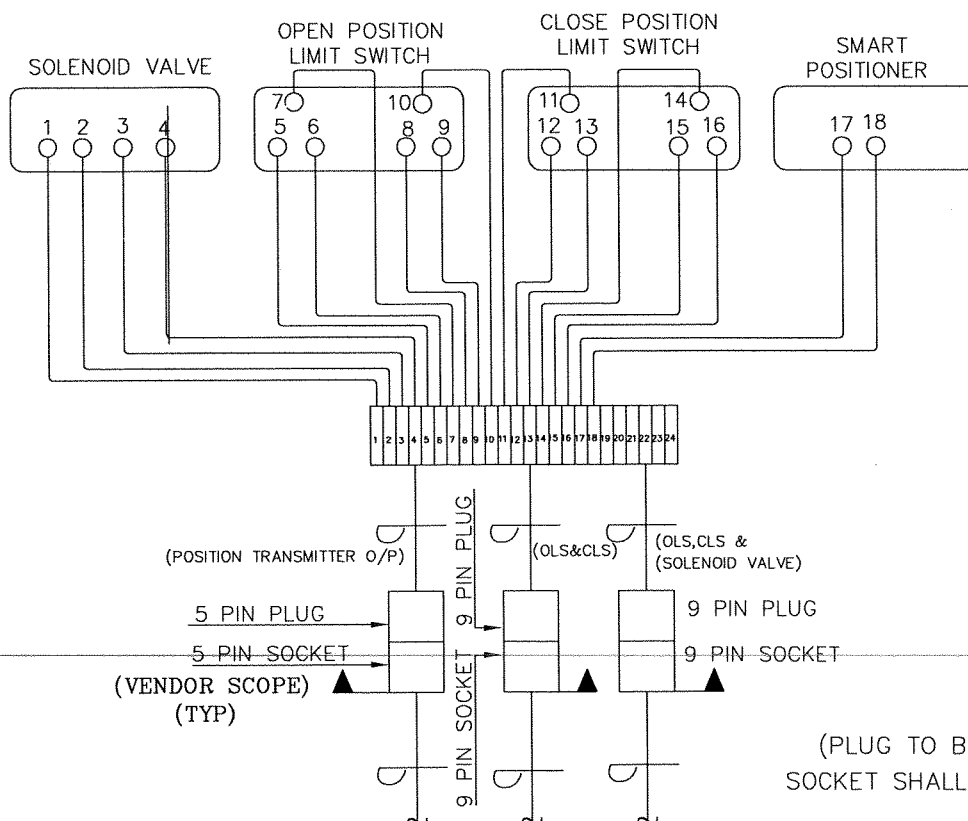 SOLENOID VALVE
OPEN POSITION
LIMIT SWITCH
CLOSE POSITION
LIMIT SWITCH
SMART
POSITIONER
1 2 3 4
7 10
5 6 8 9
11 14
12 13 15 16
17 18
1 2 3 4 5 6 7 8 9 10 11 12 13 14 15 16 17 18 19 20 21 22 23 24
(POSITION TRANSMITTER O/P)
9 PIN PLUG
(OLS&CLS)
(OLS,CLS &
(SOLENOID VALVE)
5 PIN PLUG
9 PIN PLUG
5 PIN SOCKET
9 PIN SOCKET
9 PIN SOCKET
(VENDOR SCOPE)
(TYP)
(PLUG TO B
SOCKET SHALL